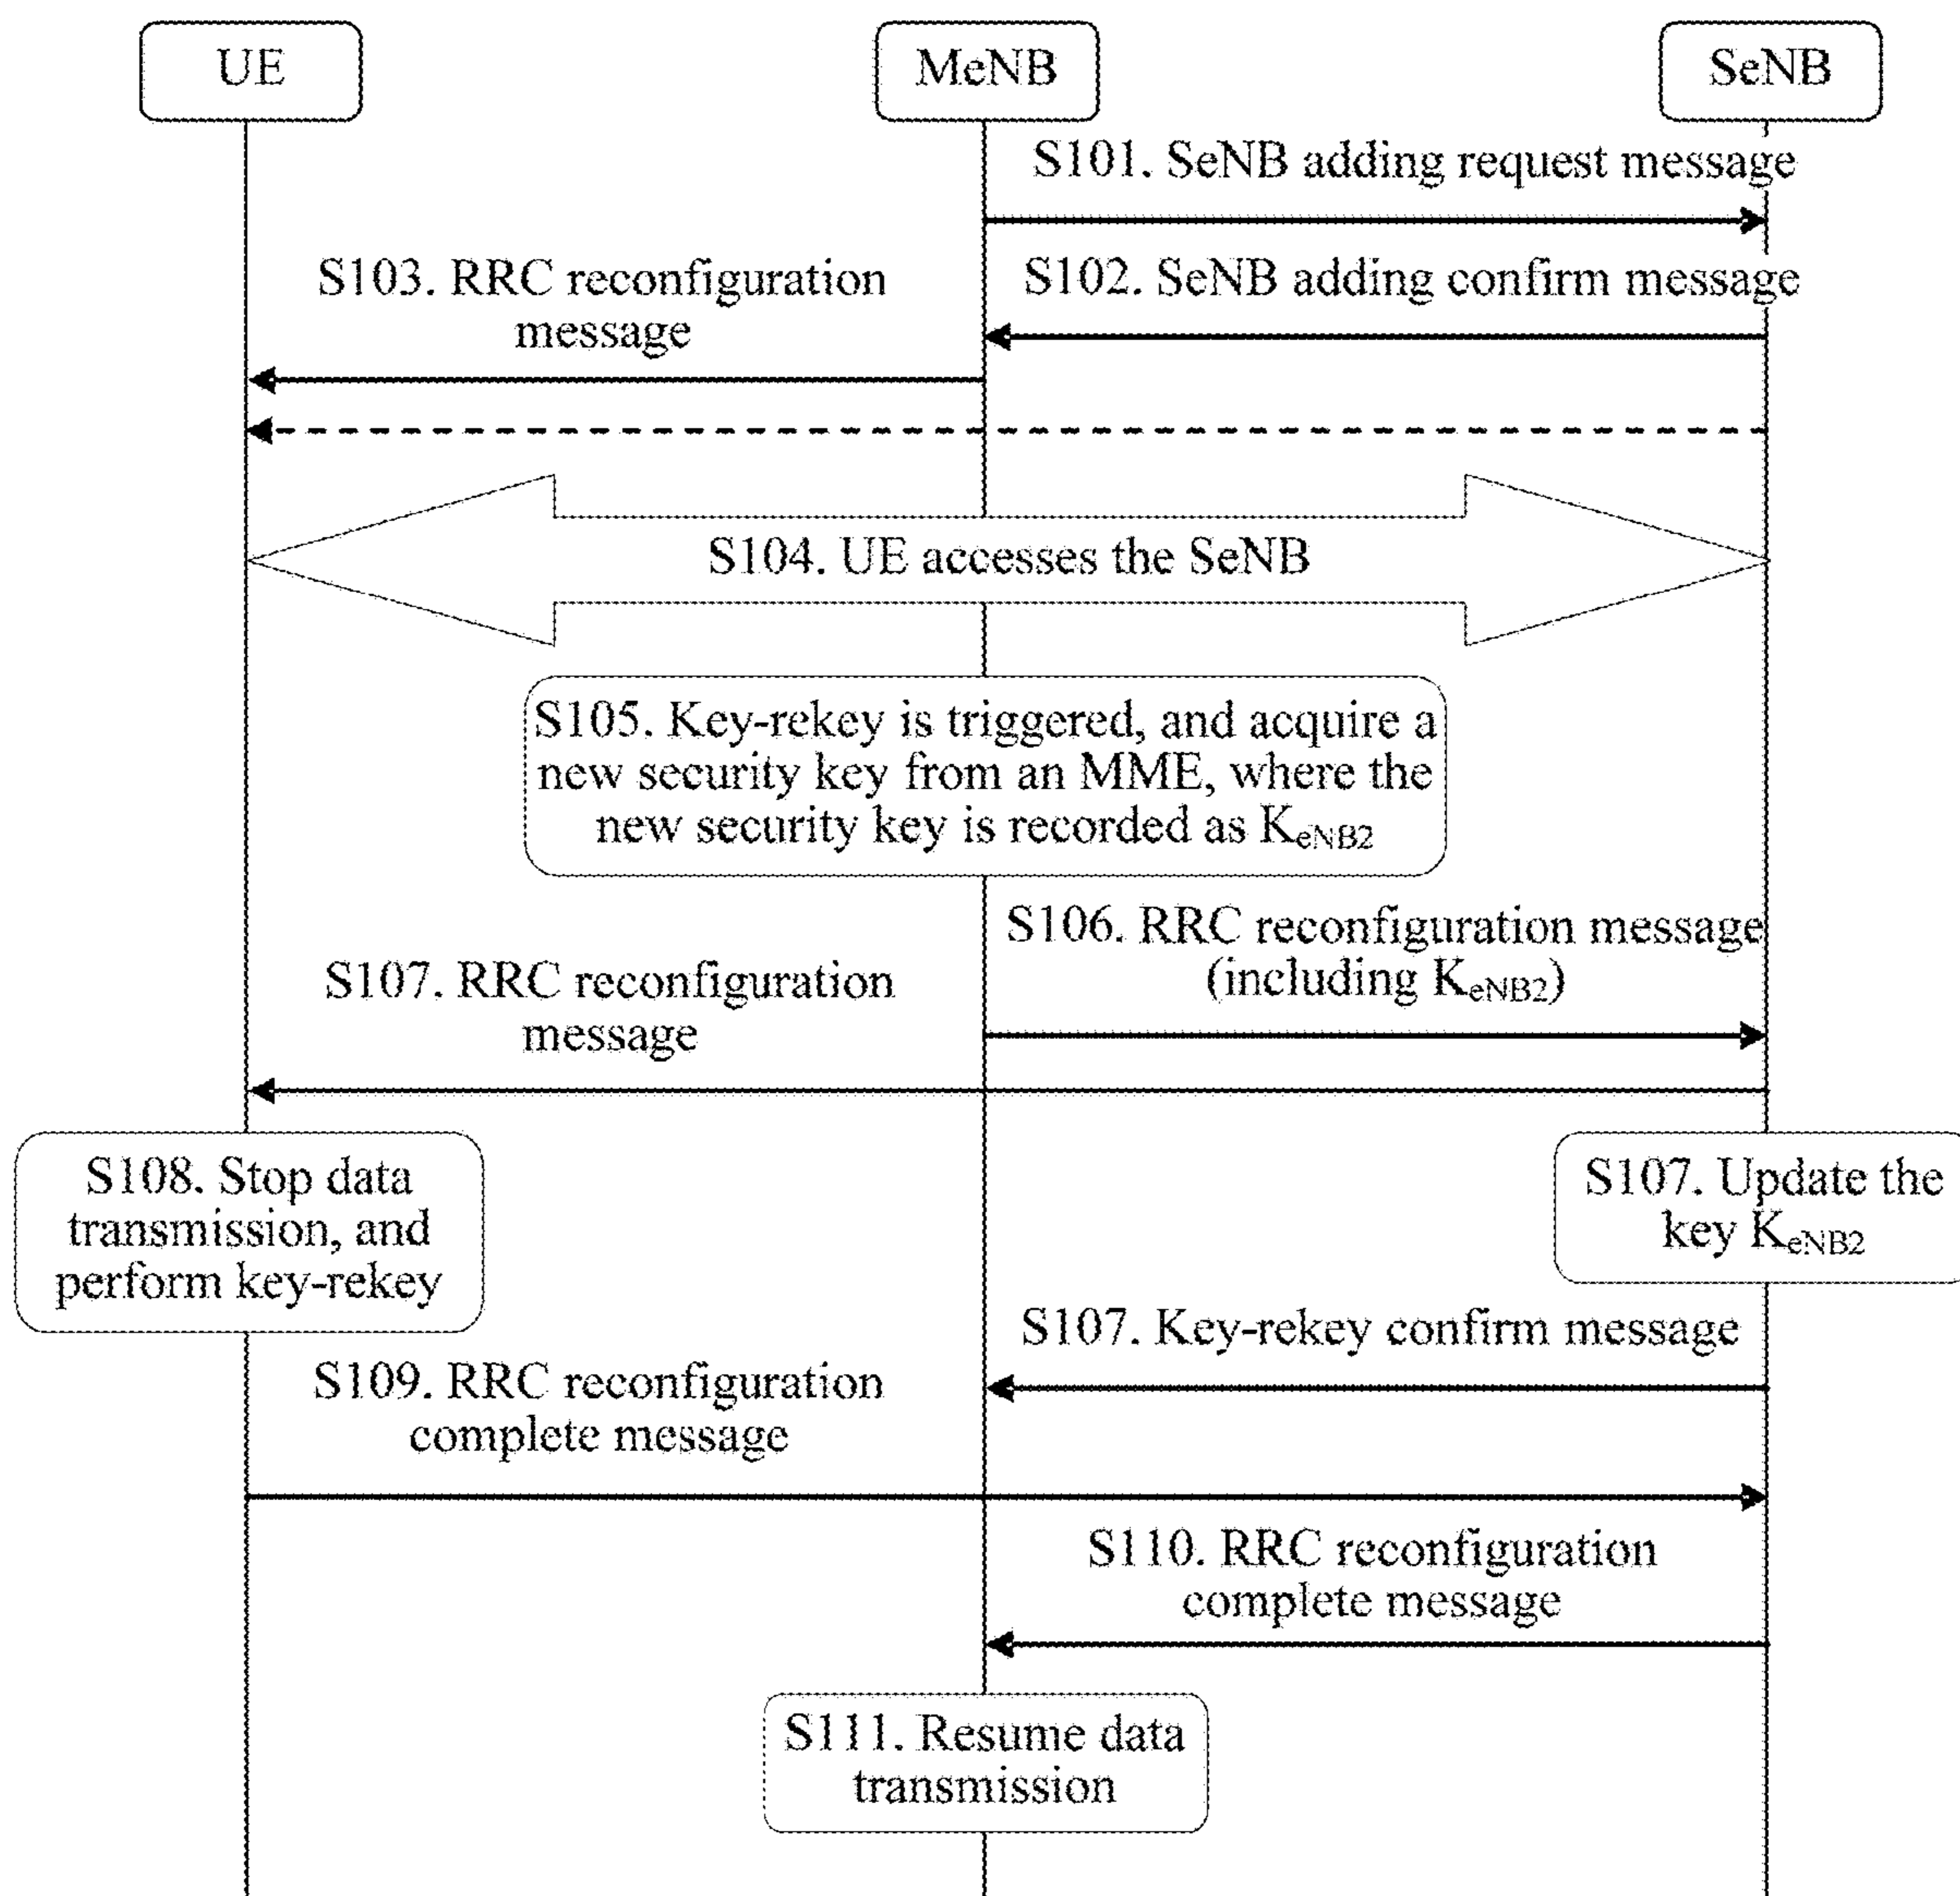 UE
MeNB
SeNB
S101. SeNB adding request message
S103. RRC reconfiguration
message
S102. SeNB adding confirm message
S104. UE accesses the SeNB
S105. Key-rekey is triggered, and acquire a
new security key from an MME, where the
new security key is recorded as KeNB2
S106. RRC reconfiguration message
(including KeNB2)
S107. RRC reconfiguration
message
S108. Stop data
transmission, and
perform key-rekey
S107. Update the
key KeNB2
S107. Key-rekey confirm message
S109. RRC reconfiguration
complete message
S110. RRC reconfiguration
complete message
S111. Resume data
transmission